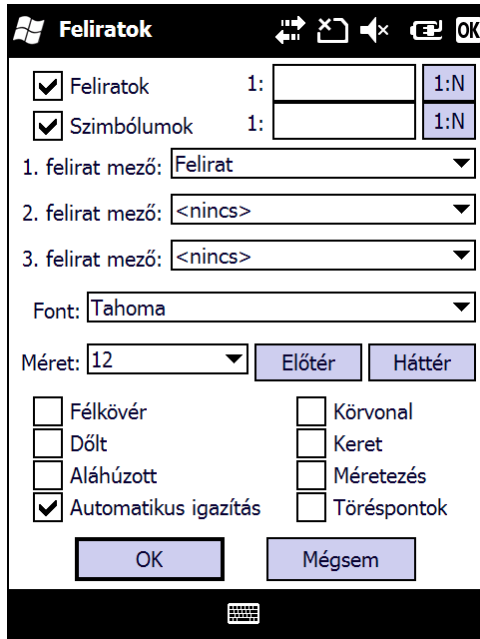 Feliratok OK
Feliratok 1: 1:N
Szimbólumok 1: 1:N
1. felirat mező: Felirat
2. felirat mező: <nincs>
3. felirat mező: <nincs>
Font: Tahoma
Méret: 12 Előtér Háttér
Félkövér Körvonal
Dőlt Keret
Aláhúzott Méretezés
Automatikus igazítás Töréspontok
OK Mégsem